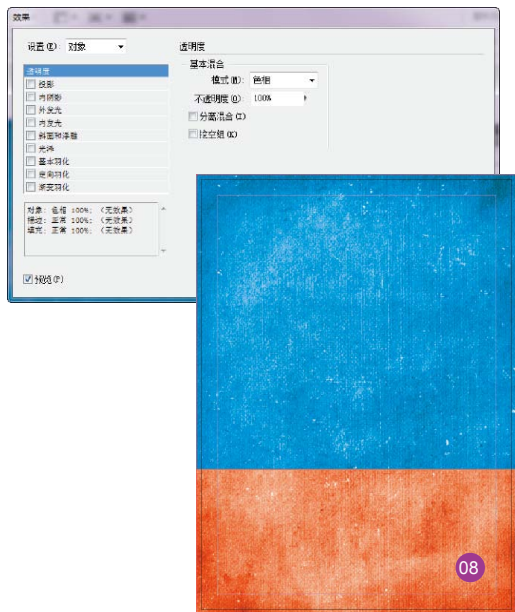 效果
设置(E): 对象
透明度
透明度
基本混合
模式(M): 色相
不透明度(O): 100%
分离混合(I)
挖空组(K)
投影
内阴影
外发光
内发光
斜面和浮雕
光泽
基本羽化
定向羽化
渐变羽化
对象: 色相 100%; (无效果)
描边: 正常 100%; (无效果)
填充: 正常 100%; (无效果)
预览(P)
08